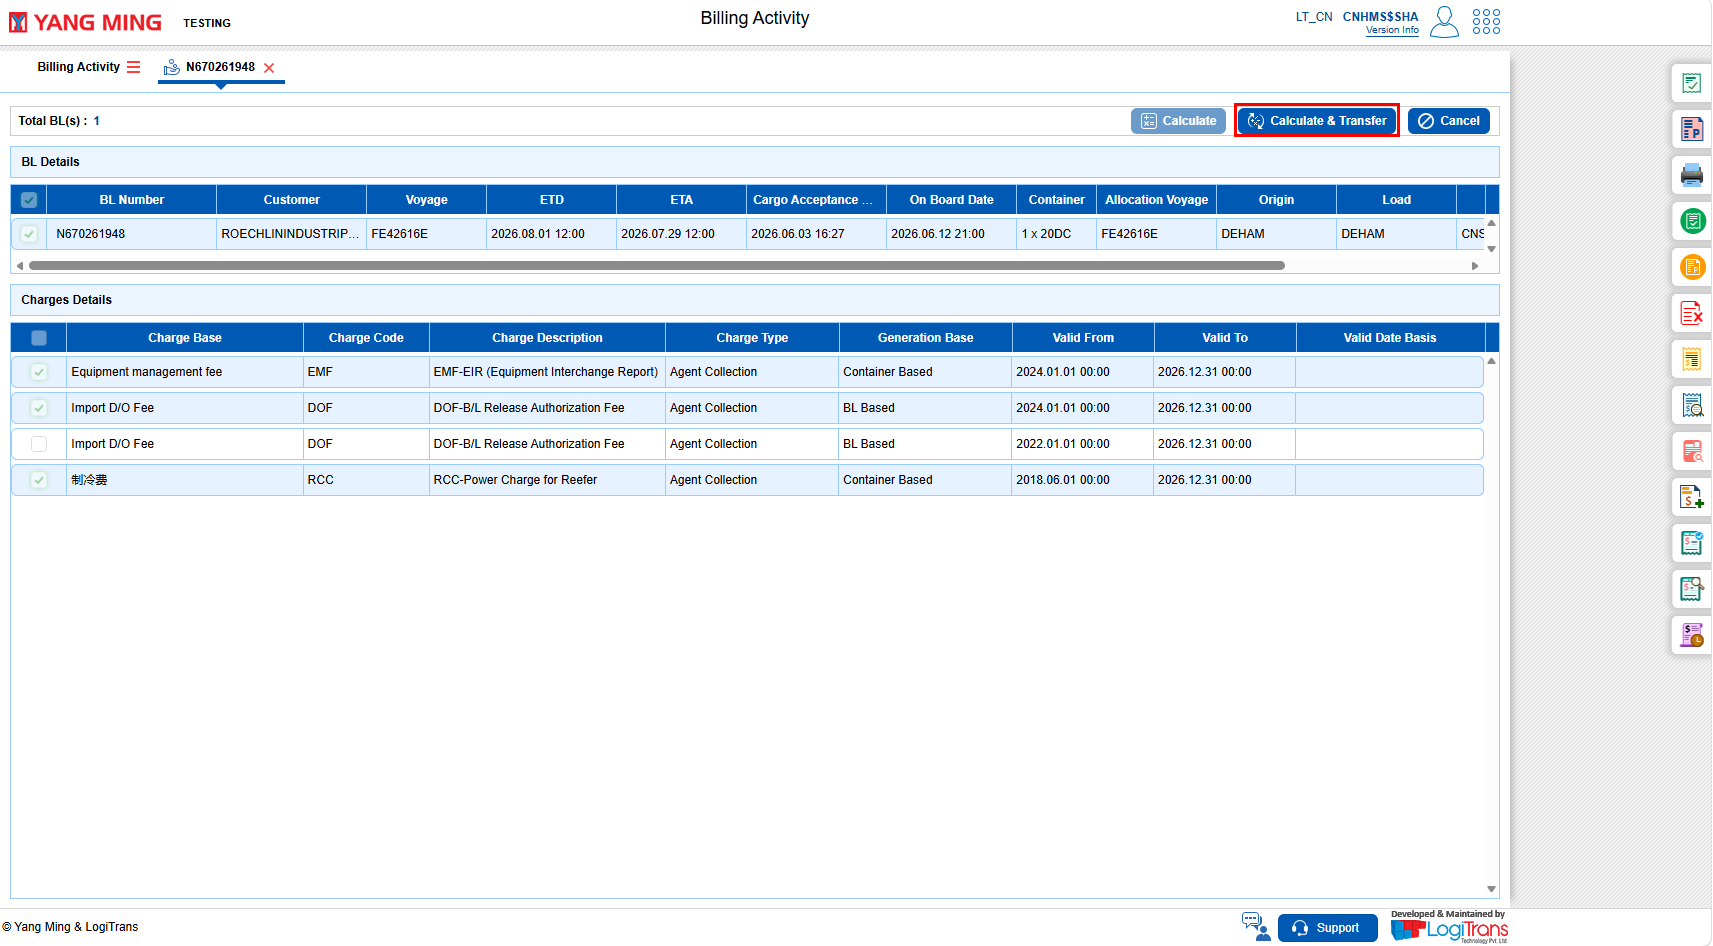 YANG MING TESTING Billing Activity LT_CN CNHMS$SHA
Version Info
Billing Activity N670261948
Total BL(s) : 1 Calculate Calculate & Transfer Cancel
BL Details
BL Number Customer Voyage ETD ETA Cargo Acceptance ... On Board Date Container Allocation Voyage Origin Load
N670261948 ROECHLININDUSTRIP... FE42616E 2026.08.01 12:00 2026.07.29 12:00 2026.06.03 16:27 2026.06.12 21:00 1 x 20DC FE42616E DEHAM DEHAM CNS
Charges Details
Charge Base Charge Code Charge Description Charge Type Generation Base Valid From Valid To Valid Date Basis
Equipment management fee EMF EMF-EIR (Equipment Interchange Report) Agent Collection Container Based 2024.01.01 00:00 2026.12.31 00:00
Import D/O Fee DOF DOF-B/L Release Authorization Fee Agent Collection BL Based 2024.01.01 00:00 2026.12.31 00:00
Import D/O Fee DOF DOF-B/L Release Authorization Fee Agent Collection BL Based 2022.01.01 00:00 2026.12.31 00:00
制冷费 RCC RCC-Power Charge for Reefer Agent Collection Container Based 2018.06.01 00:00 2026.12.31 00:00
© Yang Ming & LogiTrans Support Developed & Maintained by
LogiTrans
Technology Pvt. Ltd.